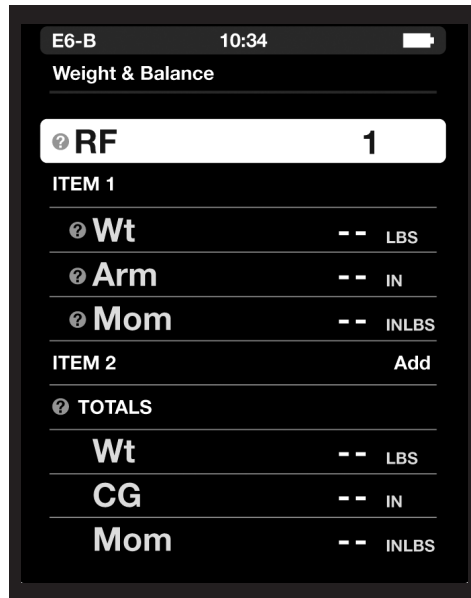 E6-B 10:34
Weight & Balance
? RF 1
ITEM 1
? Wt -- LBS
? Arm -- IN
? Mom -- INLBS
ITEM 2 Add
? TOTALS
Wt -- LBS
CG -- IN
Mom -- INLBS